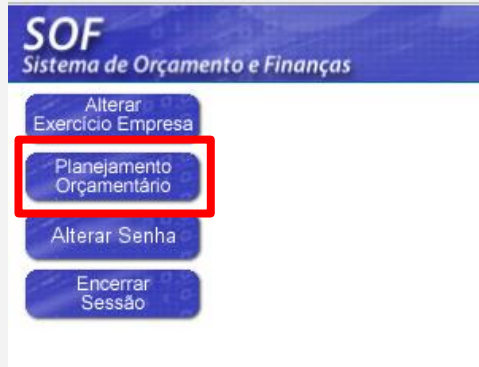 SOF
Sistema de Orçamento e Finanças
Alterar
Exercício Empresa
Planejamento
Orçamentário
Alterar Senha
Encerrar
Sessão